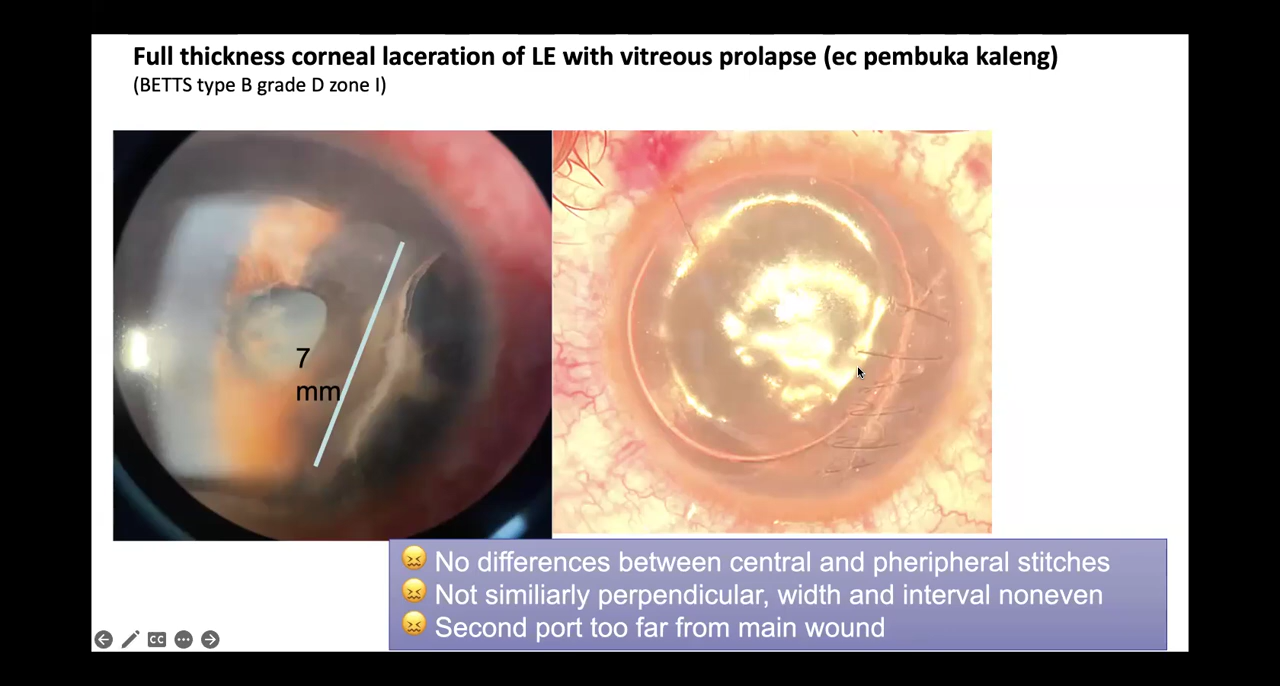 Full thickness corneal laceration of LE with vitreous prolapse (ec pembuka kaleng)
(BETTS type B grade D zone I)
7
mm
😖 No differences between central and pheripheral stitches
😖 Not similiarly perpendicular, width and interval noneven
😖 Second port too far from main wound
CC